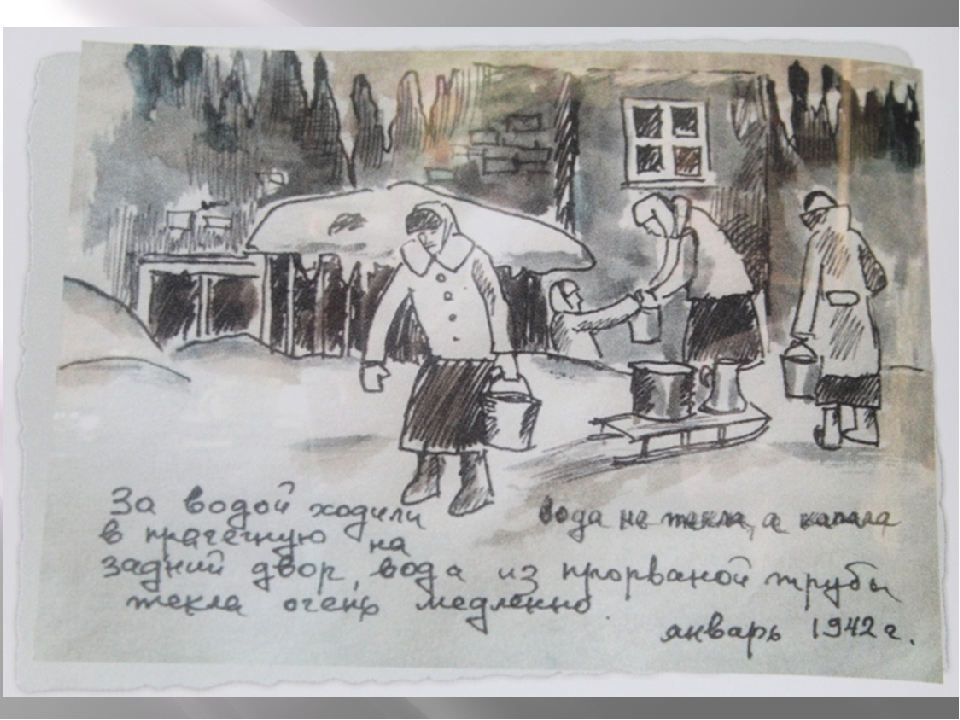 За водой ходили
в прачечную на
задний двор, вода из прорваной трубы
текла очень медленно.
вода не текла, а капала
январь 1942 г.